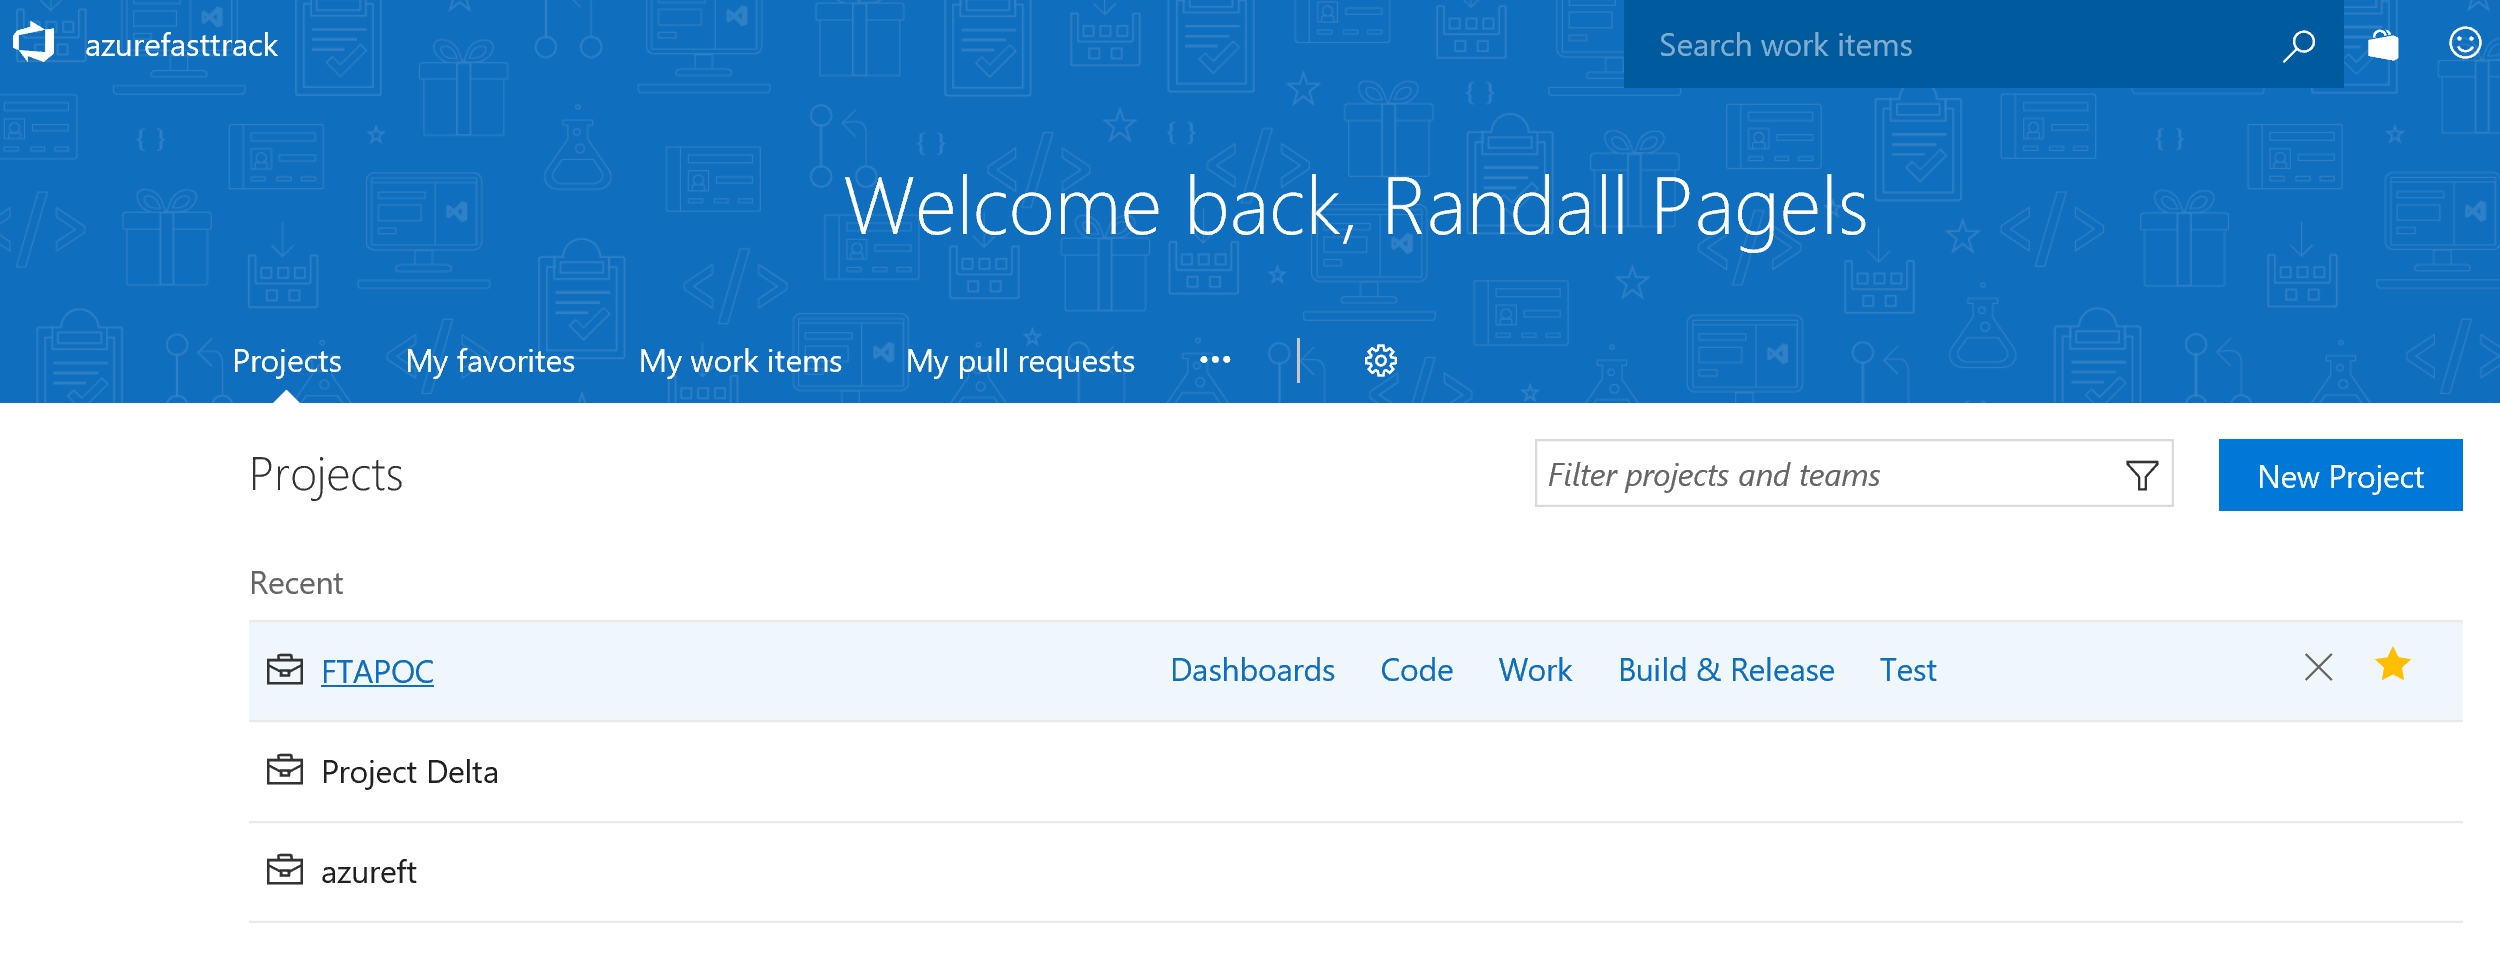 azurefasttrack
Search work items
Welcome back, Randall Pagels
Projects My favorites My work items My pull requests ...
Projects
Filter projects and teams
New Project
Recent
FTAPOC Dashboards Code Work Build & Release Test
Project Delta
azureft